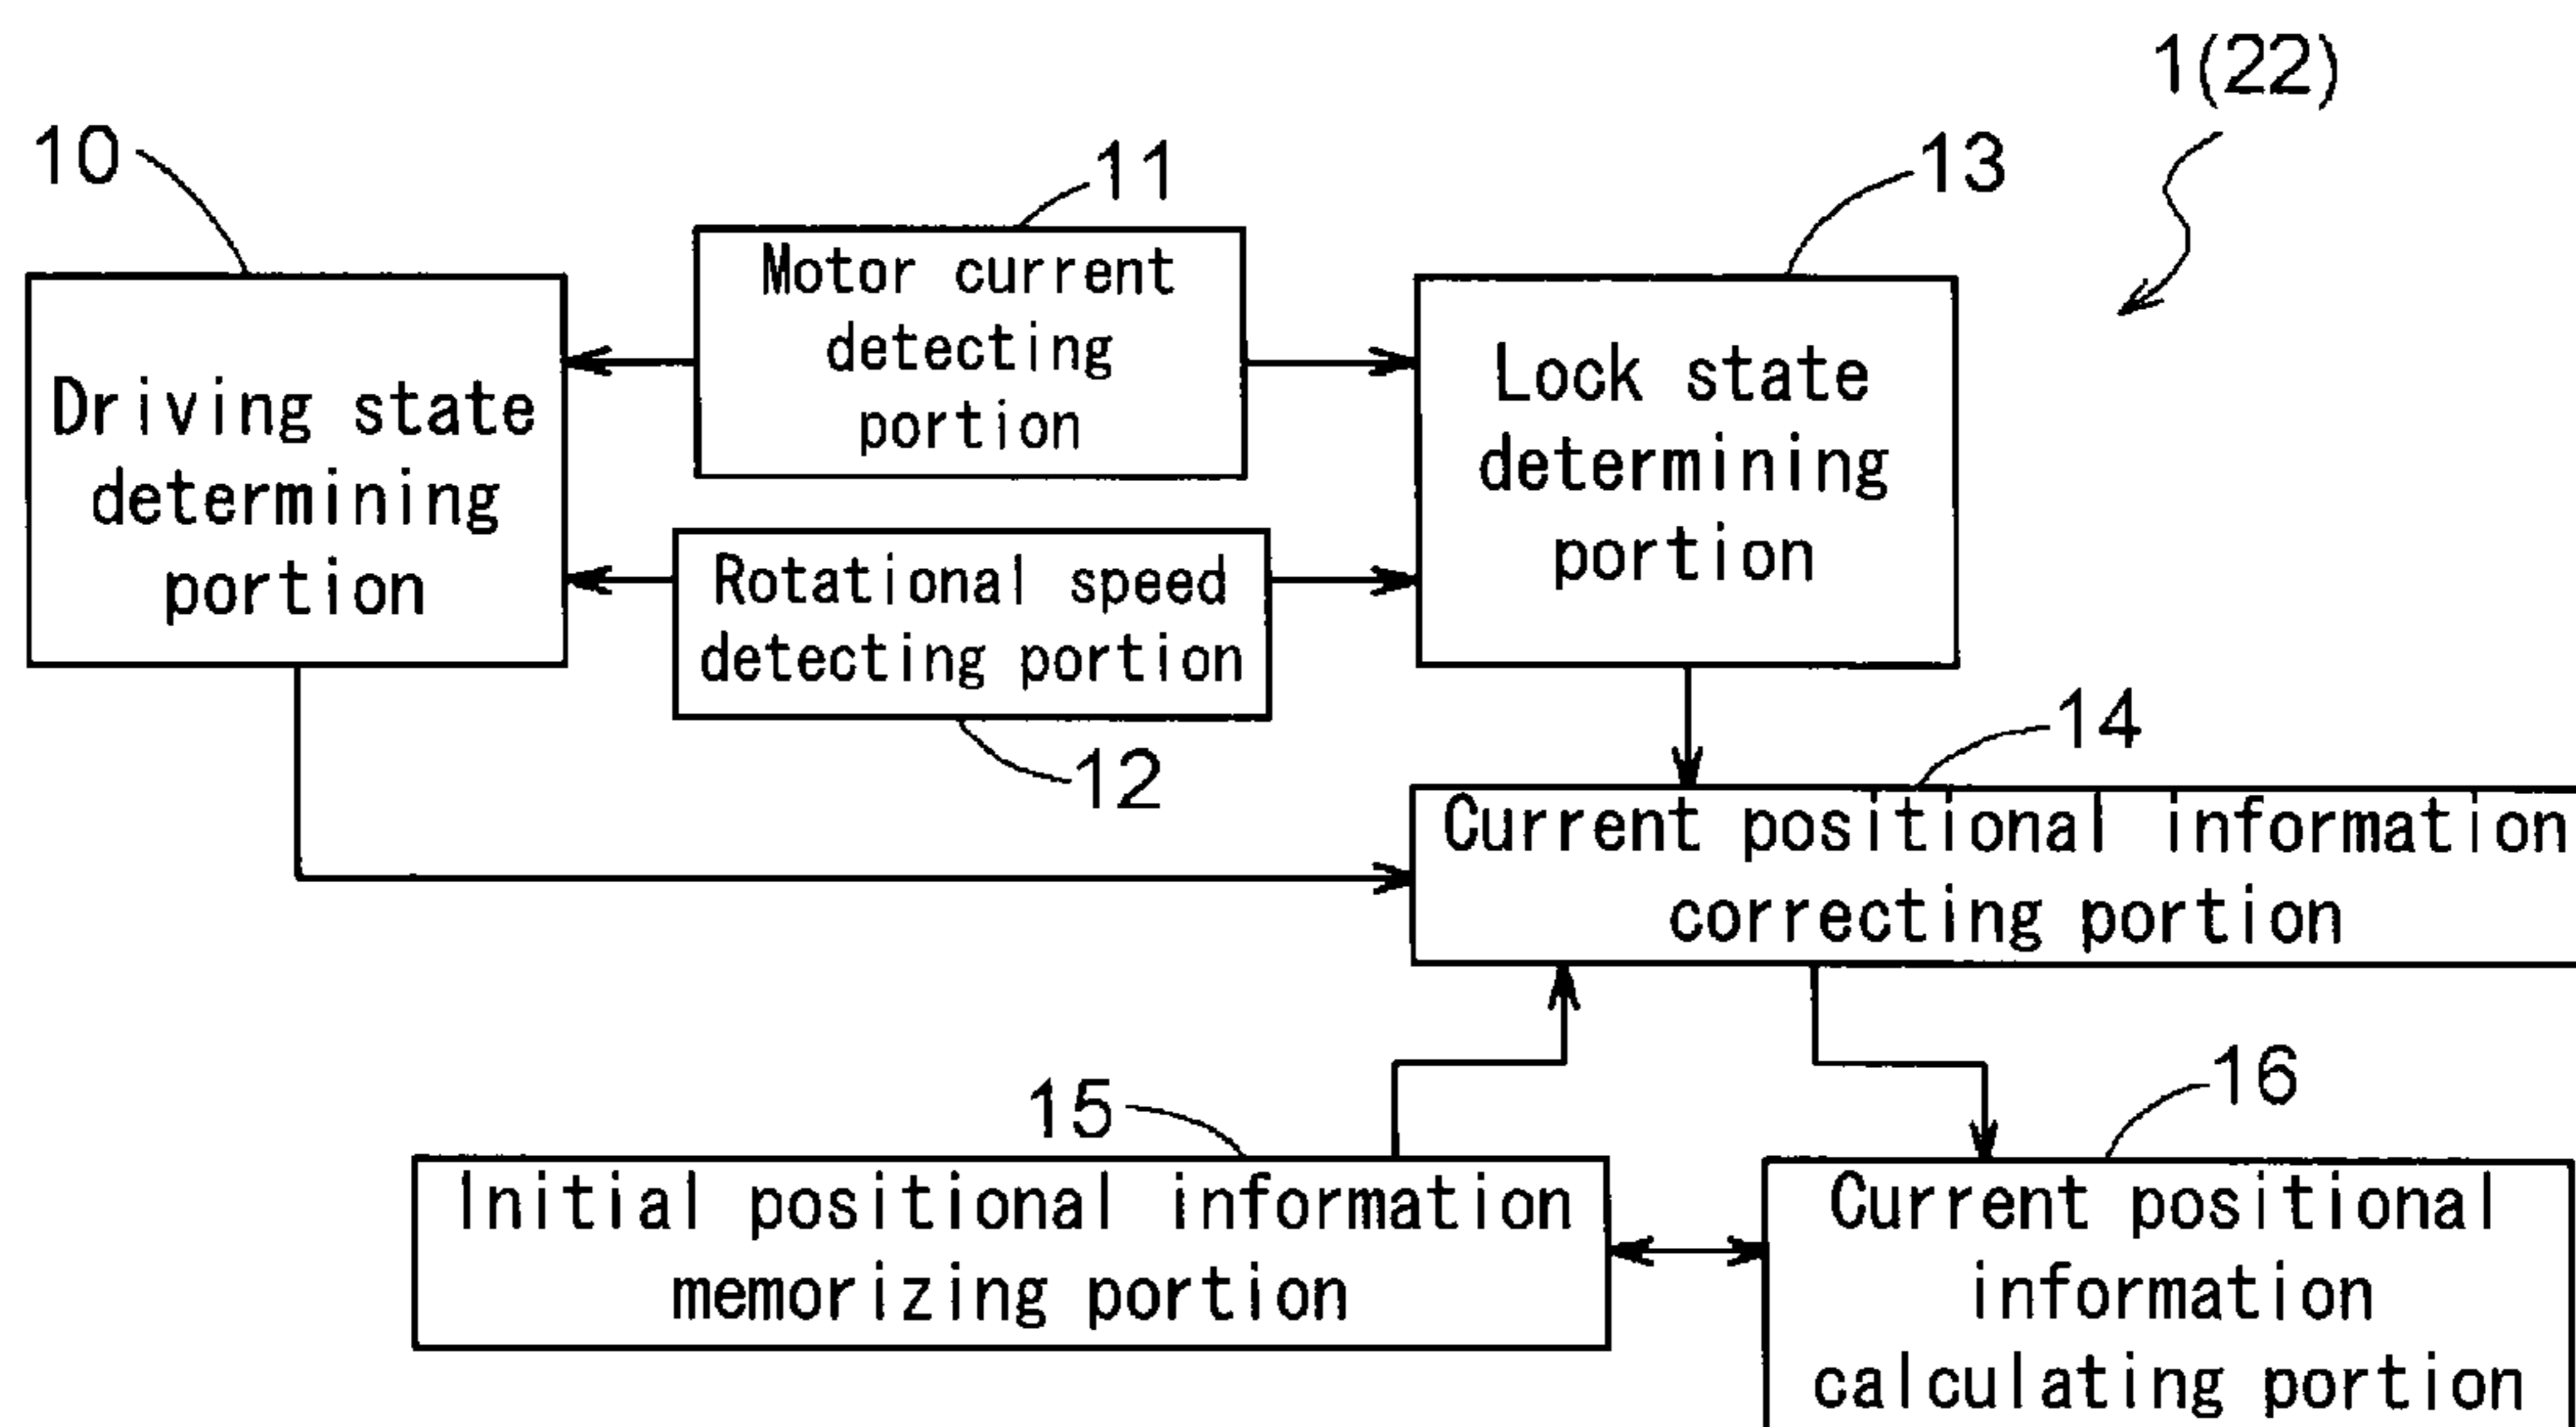 1(22)
10
11
13
Motor current
detecting
portion
Driving state
determining
portion
Lock state
determining
portion
Rotational speed
detecting portion
12
14
Current positional information
correcting portion
15
16
Initial positional information
memorizing portion
Current positional
information
calculating portion